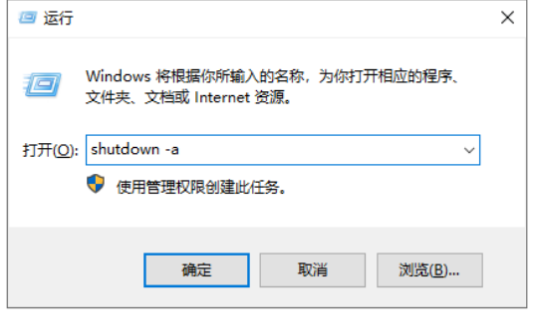 运行
Windows 将根据你所输入的名称，为你打开相应的程序、
文件夹、文档或 Internet 资源。
打开(O): shutdown -a
使用管理权限创建此任务。
确定 取消 浏览(B)...